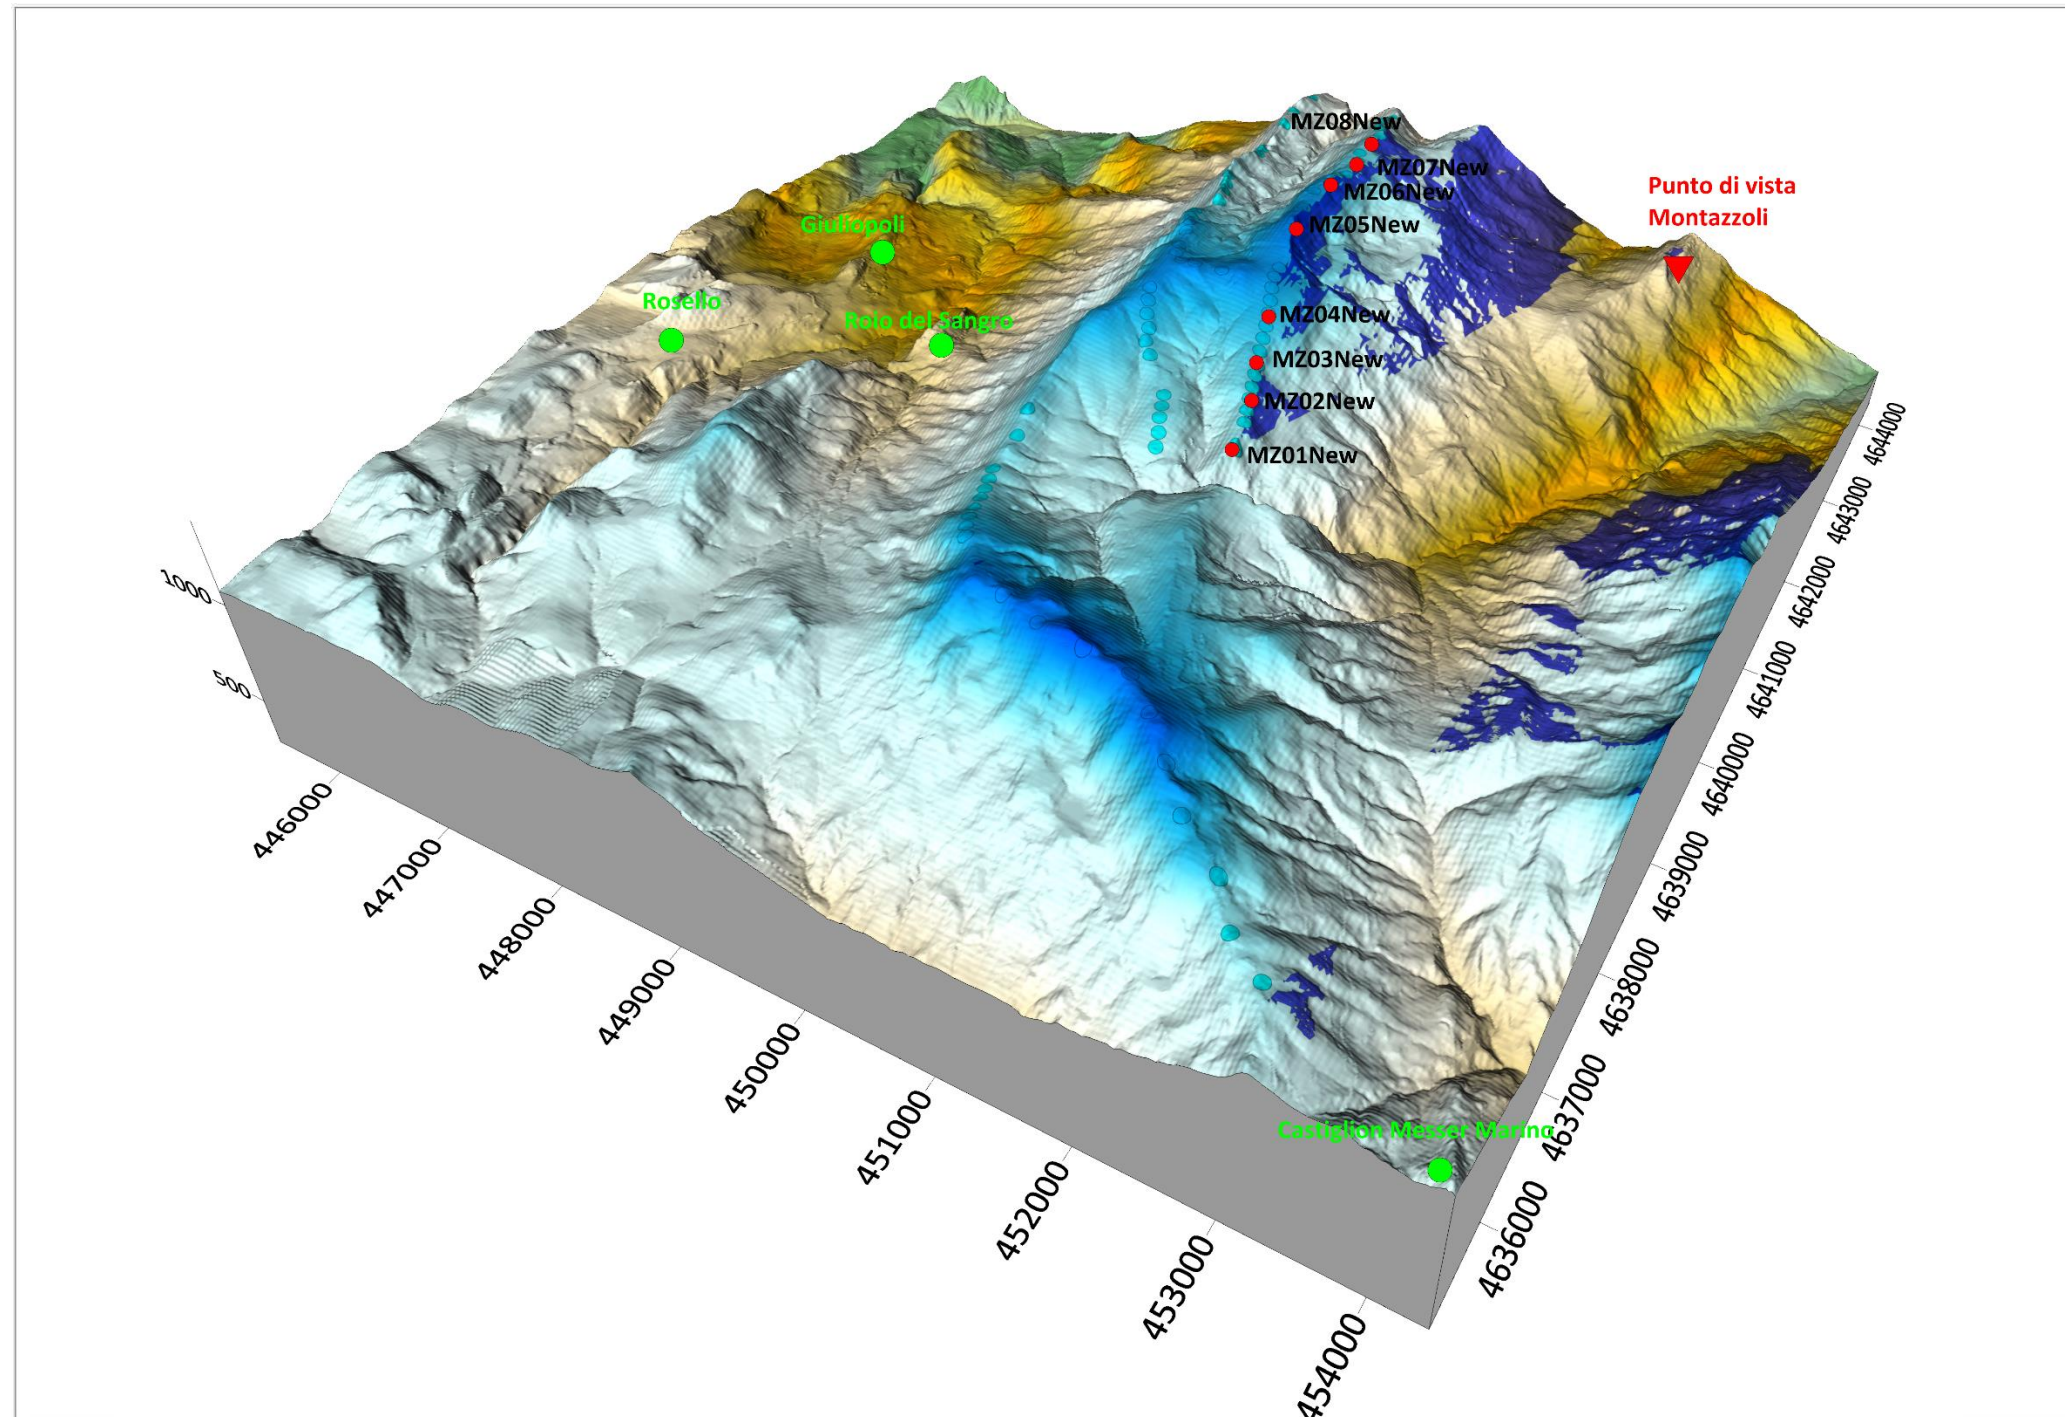 MZ08New
MZ07New
Punto di vista
Montazzoli
MZ06New
Giuliopoli
MZ05New
Rosello
MZ04New
Roio del Sangro
MZ03New
MZ02New
MZ01New
1000
500
446000
447000
448000
449000
450000
451000
452000
453000
454000
4644000
4643000
4642000
4641000
4640000
4639000
4638000
4637000
4636000
Castiglion Messer Marino